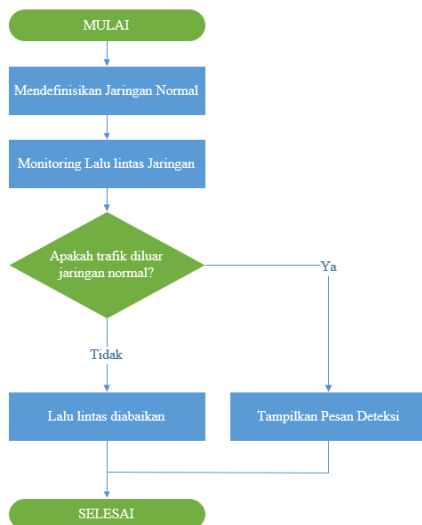 MULAI
Mendefinisikan Jaringan Normal
Monitoring Lalu lintas Jaringan
Apakah trafik diluar
jaringan normal?
Ya
Tidak
Lalu lintas diabaikan
Tampilkan Pesan Deteksi
SELESAI